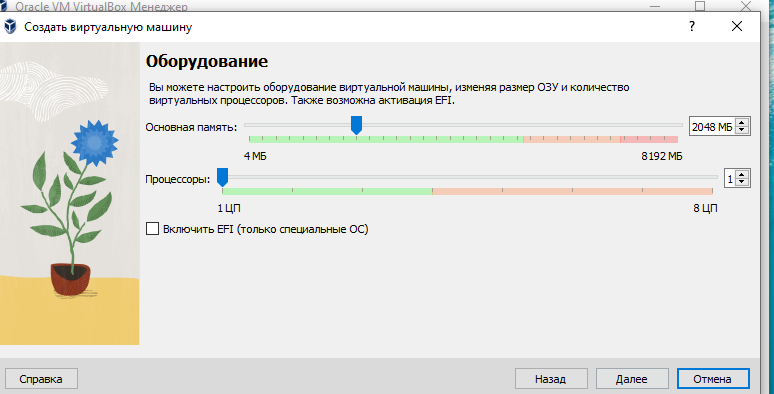 Oracle VM VirtualBox Менеджер
Создать виртуальную машину
Оборудование
Вы можете настроить оборудование виртуальной машины, изменяя размер ОЗУ и количество
виртуальных процессоров. Также возможна активация EFI.
Основная память:
2048 МБ
4 МБ
8192 МБ
Процессоры:
1
1 ЦП
8 ЦП
Включить EFI (только специальные ОС)
Справка
Назад
Далее
Отмена